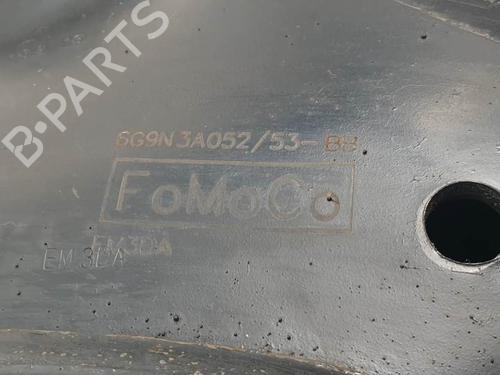 6G9N 3A052/53-BB
FoMoCo
EM3DA
EM 3DA
B-PARTS